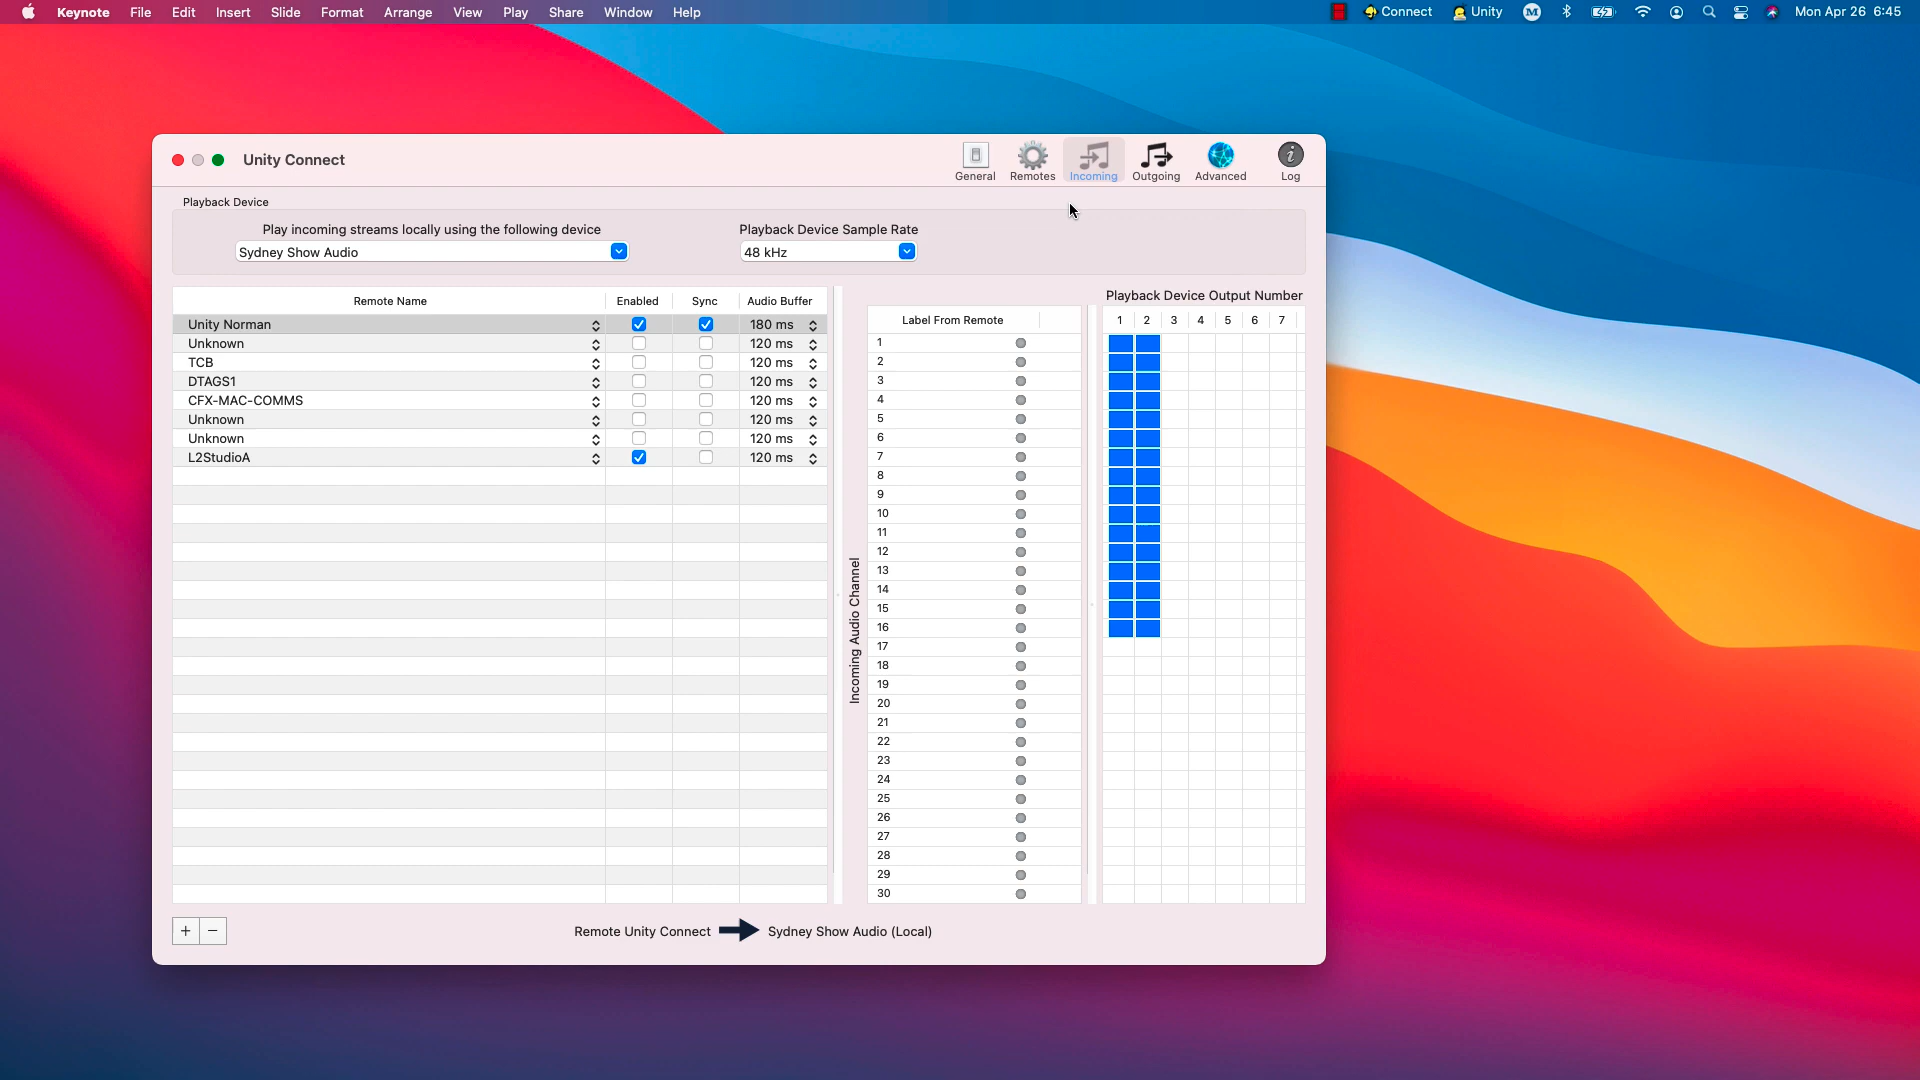 Keynote File Edit Insert Slide Format Arrange View Play Share Window Help Connect Unity M Mon Apr 26 6:45
Unity Connect
General Remotes Incoming Outgoing Advanced Log
Playback Device
Play incoming streams locally using the following device Playback Device Sample Rate
Sydney Show Audio 48 kHz
Playback Device Output Number
Remote Name Enabled Sync Audio Buffer
Label From Remote 1 2 3 4 5 6 7
Unity Norman 180 ms
Unknown 120 ms
TCB 120 ms
DTAGS1 120 ms
CFX-MAC-COMMS 120 ms
Unknown 120 ms
Unknown 120 ms
L2StudioA 120 ms
Incoming Audio Channel
1
2
3
4
5
6
7
8
9
10
11
12
13
14
15
16
17
18
19
20
21
22
23
24
25
26
27
28
29
30
+ − Remote Unity Connect Sydney Show Audio (Local)